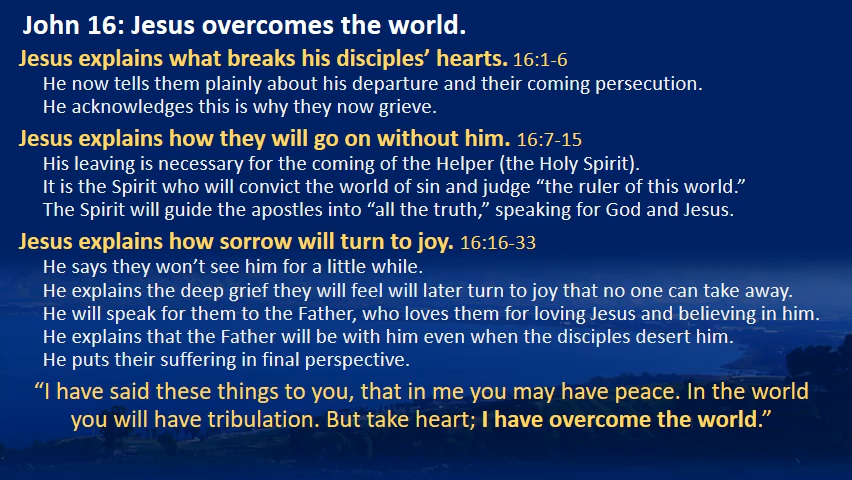 John 16: Jesus overcomes the world.
Jesus explains what breaks his disciples’ hearts. 16:1-6
He now tells them plainly about his departure and their coming persecution.
He acknowledges this is why they now grieve.
Jesus explains how they will go on without him. 16:7-15
His leaving is necessary for the coming of the Helper (the Holy Spirit).
It is the Spirit who will convict the world of sin and judge “the ruler of this world.”
The Spirit will guide the apostles into “all the truth,” speaking for God and Jesus.
Jesus explains how sorrow will turn to joy. 16:16-33
He says they won’t see him for a little while.
He explains the deep grief they will feel will later turn to joy that no one can take away.
He will speak for them to the Father, who loves them for loving Jesus and believing in him.
He explains that the Father will be with him even when the disciples desert him.
He puts their suffering in final perspective.
“I have said these things to you, that in me you may have peace. In the world
you will have tribulation. But take heart; I have overcome the world.”